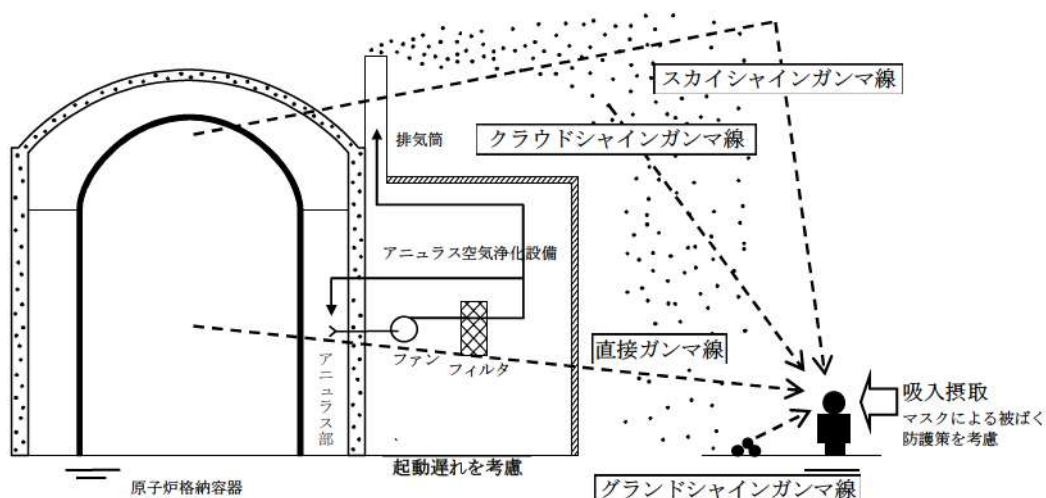 スカイシャインガンマ線
クラウドシャインガンマ線
排気筒
アニュラス空気浄化設備
直接ガンマ線
ファン
フィルタ
アニュラス部
吸入摂取
マスクによる被ばく
防護策を考慮
起動遅れを考慮
原子炉格納容器
グランドシャインガンマ線